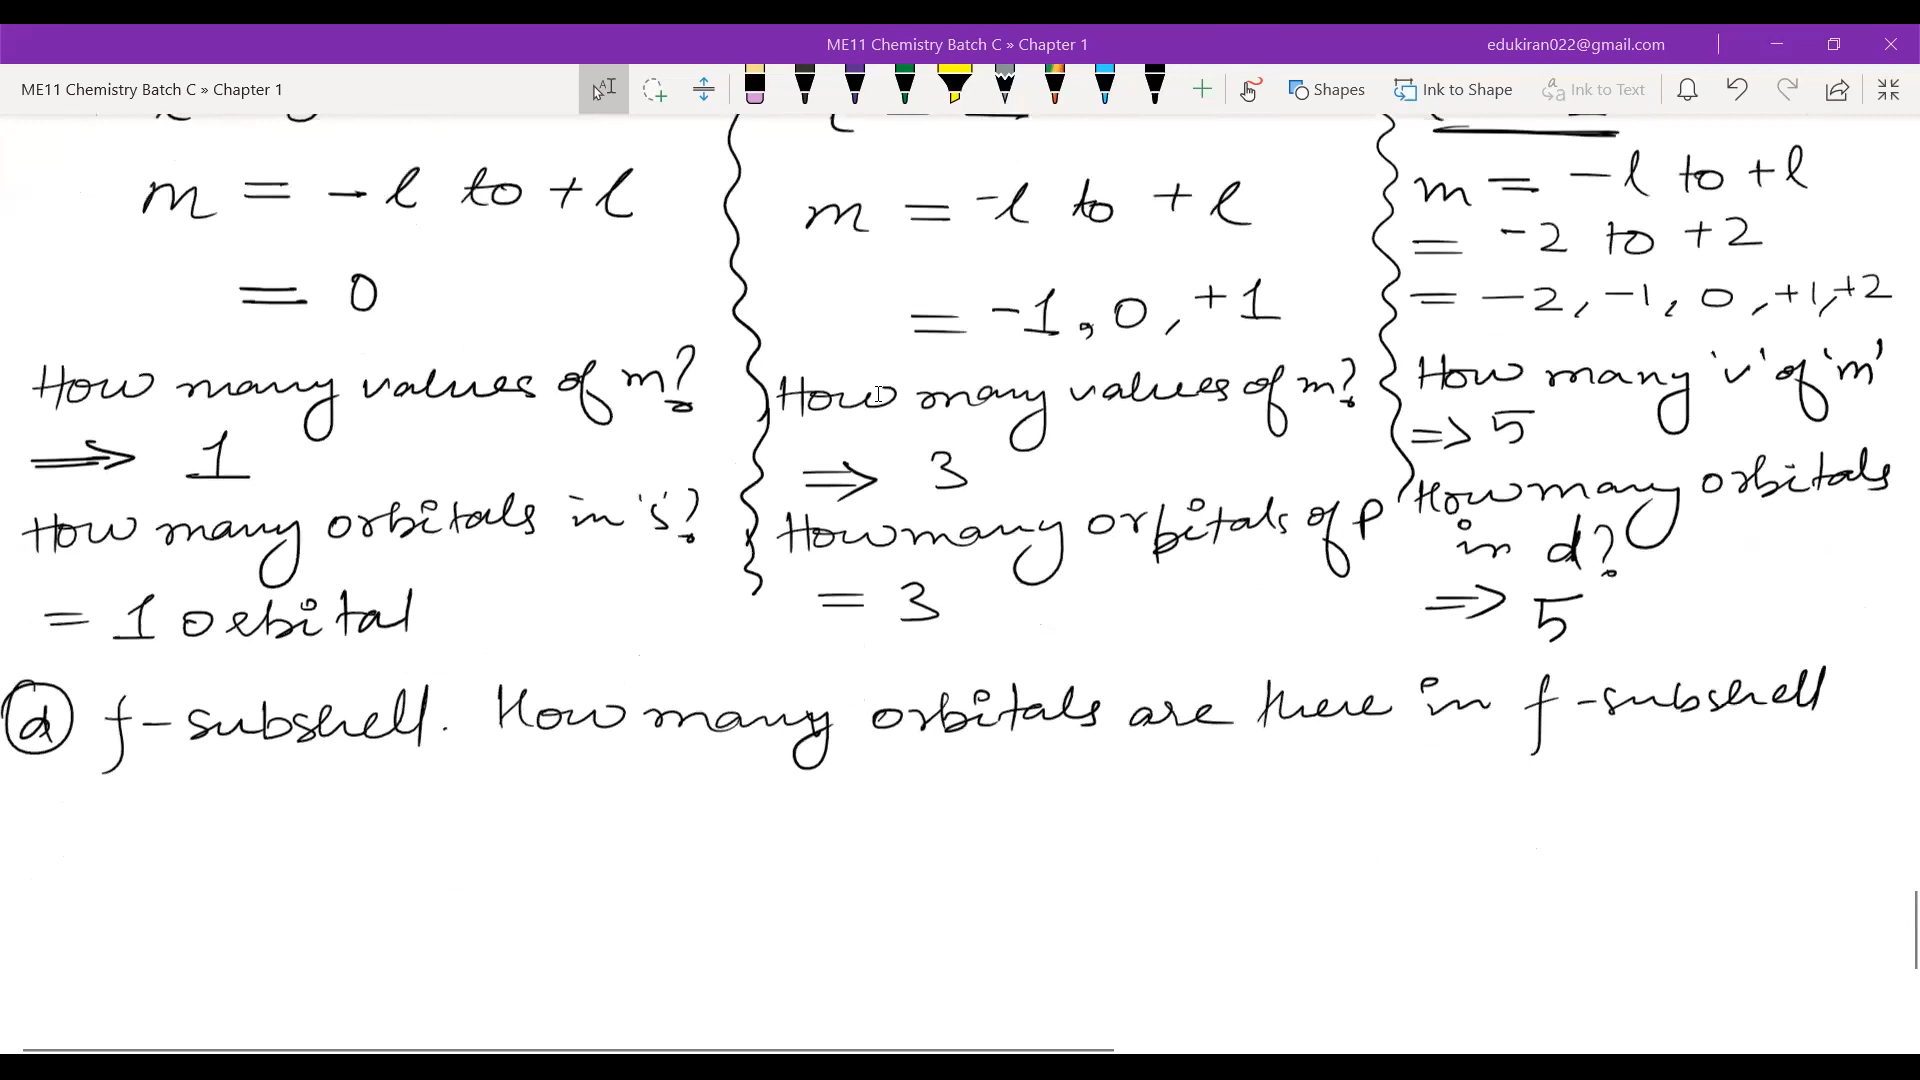 ME11 Chemistry Batch C » Chapter 1
edukiran022@gmail.com
ME11 Chemistry Batch C » Chapter 1
Shapes
Ink to Shape
Ink to Text
m = -l to +l
= 0
How many values of m?
⟹ 1
How many orbitals in 's'?
= 1 orbital
m = -l to +l
= -1, 0, +1
How many values of m?
⟹ 3
How many orbitals of p
= 3
m = -l to +l
= -2 to +2
= -2, -1, 0, +1, +2
How many 'v' of 'm'
=> 5
How many orbitals
in d?
=> 5
d f-subshell. How many orbitals are there in f-subshell